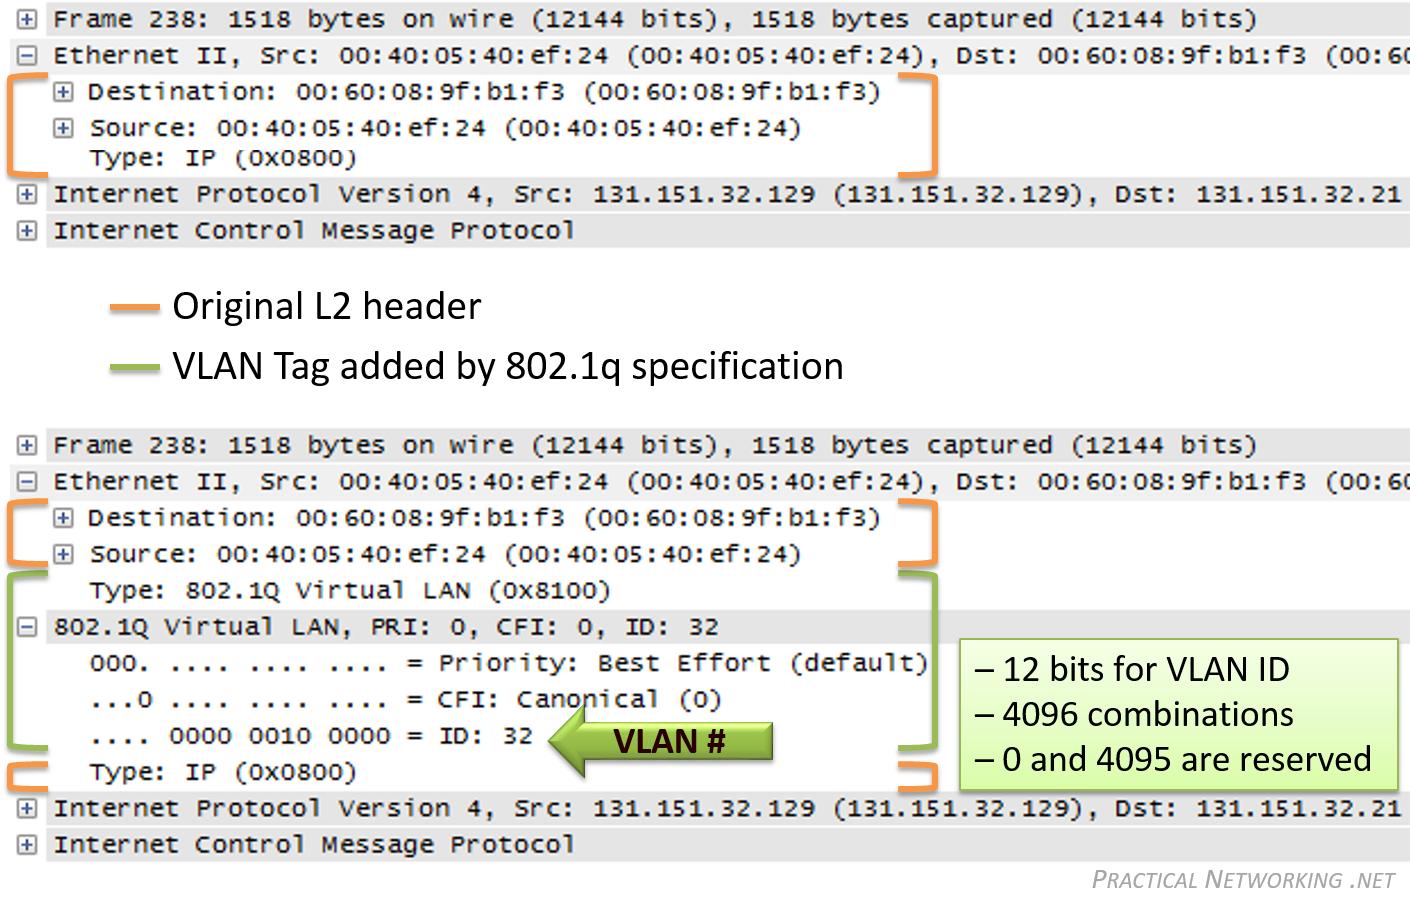 Frame 238: 1518 bytes on wire (12144 bits), 1518 bytes captured (12144 bits)
Ethernet II, Src: 00:40:05:40:ef:24 (00:40:05:40:ef:24), Dst: 00:60:08:9f:b1:f3 (00:60
Destination: 00:60:08:9f:b1:f3 (00:60:08:9f:b1:f3)
Source: 00:40:05:40:ef:24 (00:40:05:40:ef:24)
Type: IP (0x0800)
Internet Protocol Version 4, Src: 131.151.32.129 (131.151.32.129), Dst: 131.151.32.21
Internet Control Message Protocol
Original L2 header
VLAN Tag added by 802.1q specification
Frame 238: 1518 bytes on wire (12144 bits), 1518 bytes captured (12144 bits)
Ethernet II, Src: 00:40:05:40:ef:24 (00:40:05:40:ef:24), Dst: 00:60:08:9f:b1:f3 (00:60
Destination: 00:60:08:9f:b1:f3 (00:60:08:9f:b1:f3)
Source: 00:40:05:40:ef:24 (00:40:05:40:ef:24)
Type: 802.1Q Virtual LAN (0x8100)
802.1Q Virtual LAN, PRI: 0, CFI: 0, ID: 32
000. .... .... .... = Priority: Best Effort (default)
...0 .... .... .... = CFI: Canonical (0)
.... 0000 0010 0000 = ID: 32
VLAN #
Type: IP (0x0800)
– 12 bits for VLAN ID
– 4096 combinations
– 0 and 4095 are reserved
Internet Protocol Version 4, Src: 131.151.32.129 (131.151.32.129), Dst: 131.151.32.21
Internet Control Message Protocol
PRACTICAL NETWORKING .NET